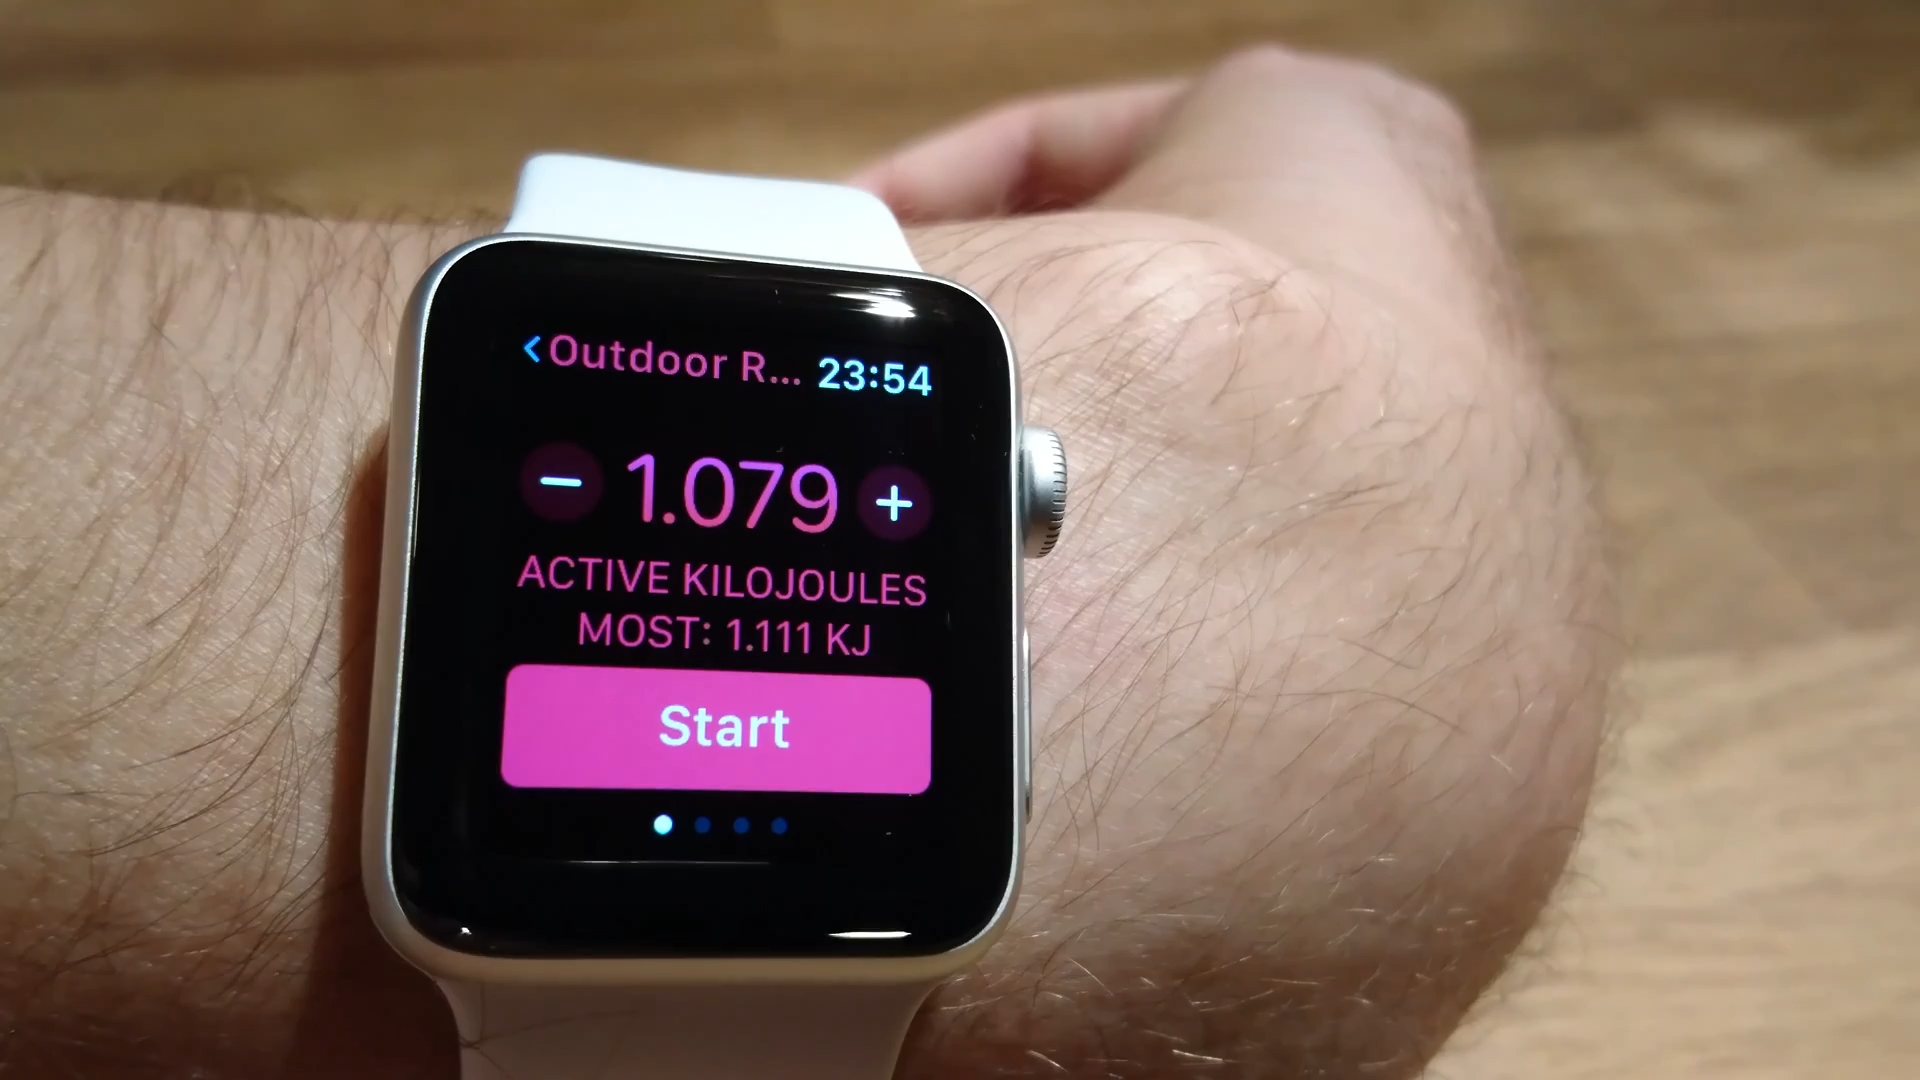 <Outdoor R... 23:54
− 1.079 +
ACTIVE KILOJOULES
MOST: 1.111 KJ
Start